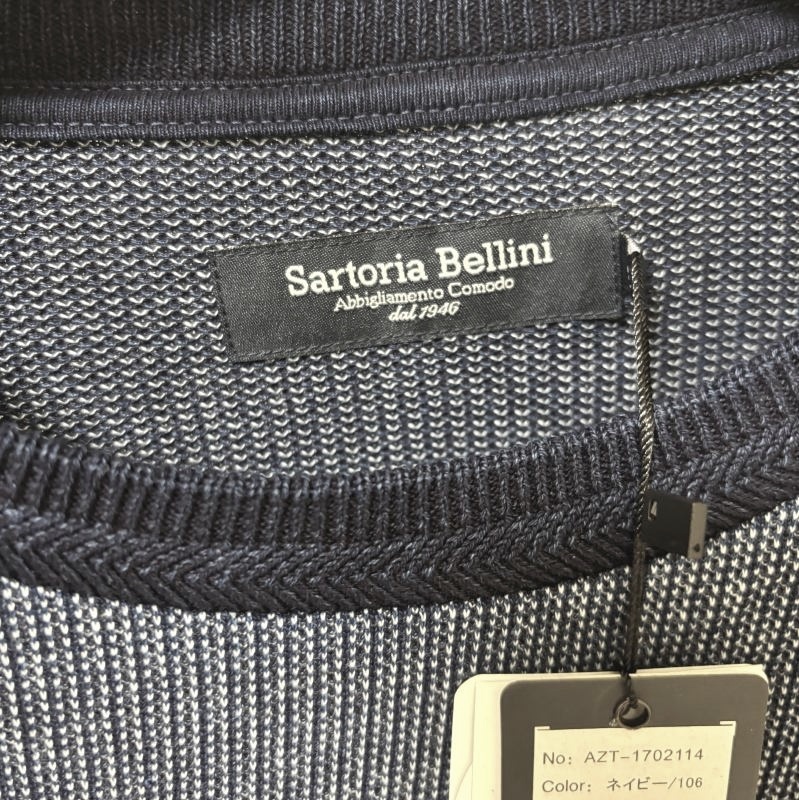 Sartoria Bellini
Abbigliamento Comodo
dal 1946
No: AZT-1702114
Color: ネイビー/106